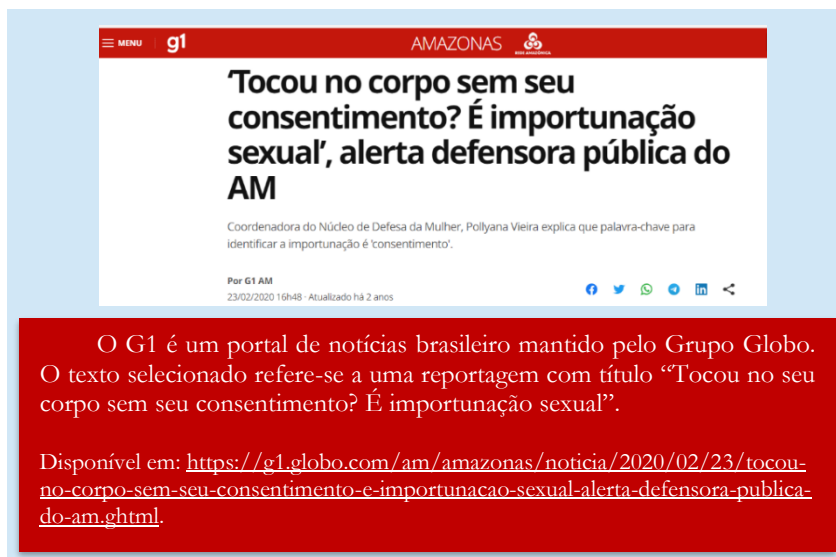 MENU g1 AMAZONAS REDE AMAZÔNICA
'Tocou no corpo sem seu
consentimento? É importunação
sexual', alerta defensora pública do
AM
Coordenadora do Núcleo de Defesa da Mulher, Pollyana Vieira explica que palavra-chave para
identificar a importunação é 'consentimento'.
Por G1 AM
23/02/2020 16h48 · Atualizado há 2 anos
O G1 é um portal de notícias brasileiro mantido pelo Grupo Globo.
O texto selecionado refere-se a uma reportagem com título “Tocou no seu
corpo sem seu consentimento? É importunação sexual”.
Disponível em: https://g1.globo.com/am/amazonas/noticia/2020/02/23/tocou-
no-corpo-sem-seu-consentimento-e-importunacao-sexual-alerta-defensora-publica-
do-am.ghtml.